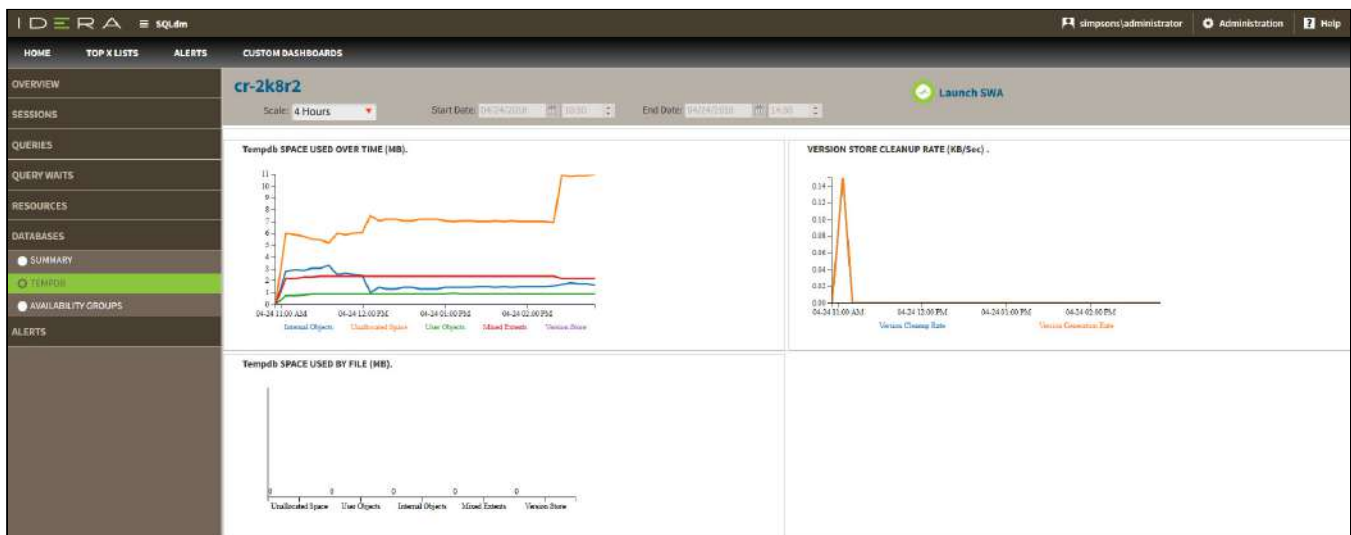 IDERA ≡ SQLdm
simpsons\administrator Administration ? Help
HOME TOP X LISTS ALERTS CUSTOM DASHBOARDS
OVERVIEW
SESSIONS
QUERIES
QUERY WAITS
RESOURCES
DATABASES
SUMMARY
TEMPDB
AVAILABILITY GROUPS
ALERTS
cr-2k8r2
Launch SWA
Scale: 4 Hours Start Date: 04/24/2018 10:50 End Date: 04/24/2018
Tempdb SPACE USED OVER TIME (MB).
11
10
9
8
7
6
5
4
3
2
1
0
04-24 11:00 AM 04-24 12:00 PM 04-24 01:00 PM 04-24 02:00 PM
Internal Objects Unallocated Space User Objects Mixed Extents Version Store
VERSION STORE CLEANUP RATE (KB/Sec) .
0.14
0.12
0.10
0.08
0.06
0.04
0.02
0.00
04-24 11:00 AM 04-24 12:00 PM 04-24 01:00 PM 04-24 02:00 PM
Version Cleanup Rate Version Generation Rate
Tempdb SPACE USED BY FILE (MB).
0 0 0 0 0
Unallocated Space User Objects Internal Objects Mixed Extents Version Store